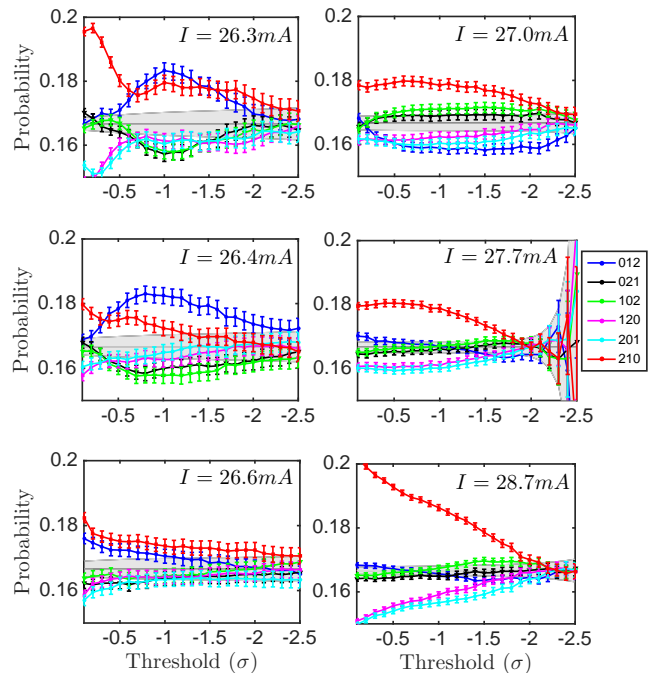 I = 26.3mA
I = 27.0mA
Probability
0.2
0.18
0.16
-0.5 -1 -1.5 -2 -2.5
0.2
0.18
0.16
-0.5 -1 -1.5 -2 -2.5
I = 26.4mA
I = 27.7mA
Probability
0.2
0.18
0.16
-0.5 -1 -1.5 -2 -2.5
0.2
0.18
0.16
-0.5 -1 -1.5 -2 -2.5
012
021
102
120
201
210
I = 26.6mA
I = 28.7mA
Probability
0.2
0.18
0.16
-0.5 -1 -1.5 -2 -2.5
Threshold (σ)
0.2
0.18
0.16
-0.5 -1 -1.5 -2 -2.5
Threshold (σ)